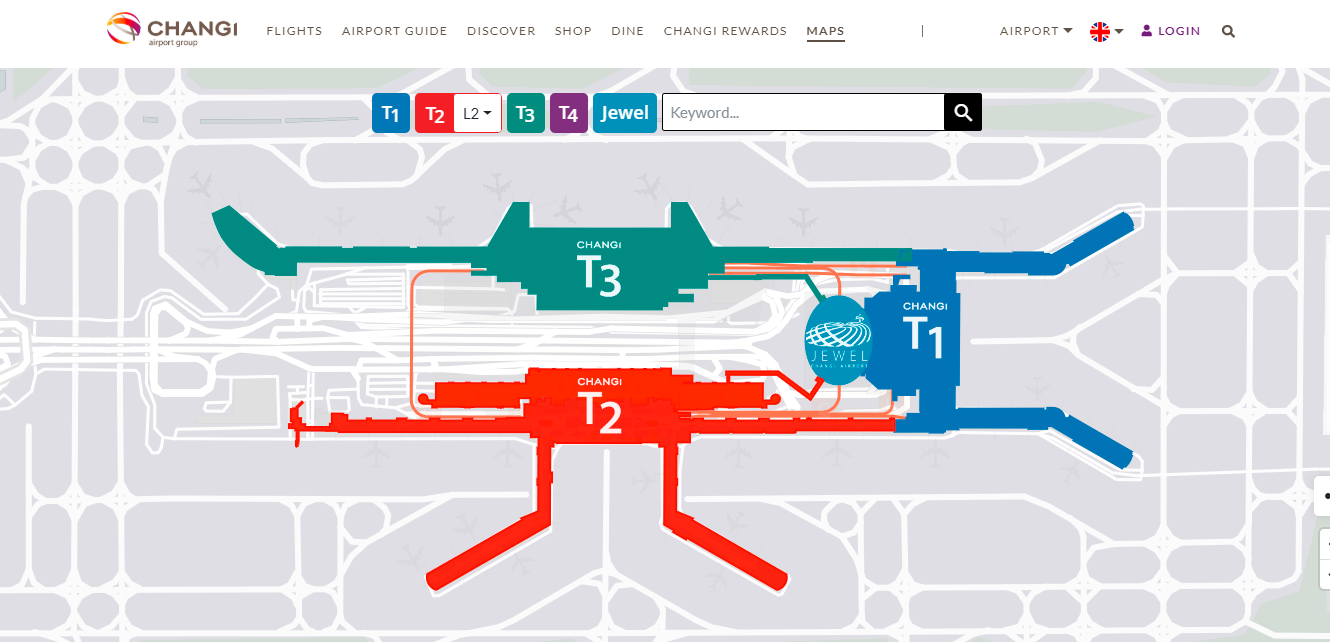 CHANGI
airport group
FLIGHTS AIRPORT GUIDE DISCOVER SHOP DINE CHANGI REWARDS MAPS | AIRPORT LOGIN
T1 T2 L2 T3 T4 Jewel Keyword...
CHANGI
T3
CHANGI
T1
JEWEL
CHANGI AIRPORT
CHANGI
T2